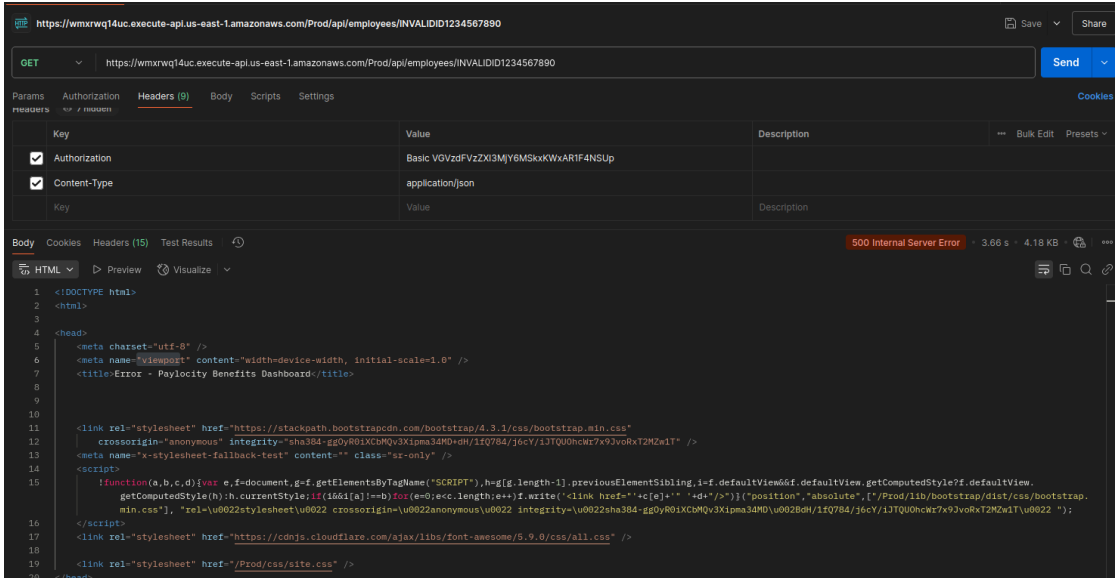 HTTP https://wmxrwq14uc.execute-api.us-east-1.amazonaws.com/Prod/api/employees/INVALIDID1234567890 Save Share
GET https://wmxrwq14uc.execute-api.us-east-1.amazonaws.com/Prod/api/employees/INVALIDID1234567890 Send
Params Authorization Headers (9) Body Scripts Settings Cookies
Headers 7 hidden
Key Value Description Bulk Edit Presets
Authorization Basic VGVzdFVzZXI3MjY6MSkxKWxAR1F4NSUp
Content-Type application/json
Key Value Description
Body Cookies Headers (15) Test Results 500 Internal Server Error 3.66 s 4.18 KB
HTML Preview Visualize
1 <!DOCTYPE html>
2 <html>
3
4 <head>
5 <meta charset="utf-8" />
6 <meta name="viewport" content="width=device-width, initial-scale=1.0" />
7 <title>Error - Paylocity Benefits Dashboard</title>
8
9
10
11 <link rel="stylesheet" href="https://stackpath.bootstrapcdn.com/bootstrap/4.3.1/css/bootstrap.min.css"
12 crossorigin="anonymous" integrity="sha384-ggOyR0iXCbMQv3Xipma34MD+dH/1fQ784/j6cY/iJTQUOhcWr7x9JvoRxT2MZw1T" />
13 <meta name="x-stylesheet-fallback-test" content="" class="sr-only" />
14 <script>
15 !function(a,b,c,d){var e,f=document,g=f.getElementsByTagName("SCRIPT"),h=g[g.length-1].previousElementSibling,i=f.defaultView&&f.defaultView.
getComputedStyle?f.defaultView.getComputedStyle(h):h.currentStyle;if(i&&i[a]!==b)for(e=0;e<c.length;e++)f.write('<link href="'+c[e]+'" '+d+"/>")}("position","absolute",["/Prod/lib/bootstrap/dist/css/bootstrap.
min.css"], "rel=\u0022stylesheet\u0022 crossorigin=\u0022anonymous\u0022 integrity=\u0022sha384-ggOyR0iXCbMQv3Xipma34MD\u002BdH/1fQ784/j6cY/iJTQUOhcWr7x9JvoRxT2MZw1T\u0022 ");
16 </script>
17 <link rel="stylesheet" href="https://cdnjs.cloudflare.com/ajax/libs/font-awesome/5.9.0/css/all.css" />
18
19 <link rel="stylesheet" href="/Prod/css/site.css" />
20 </head>